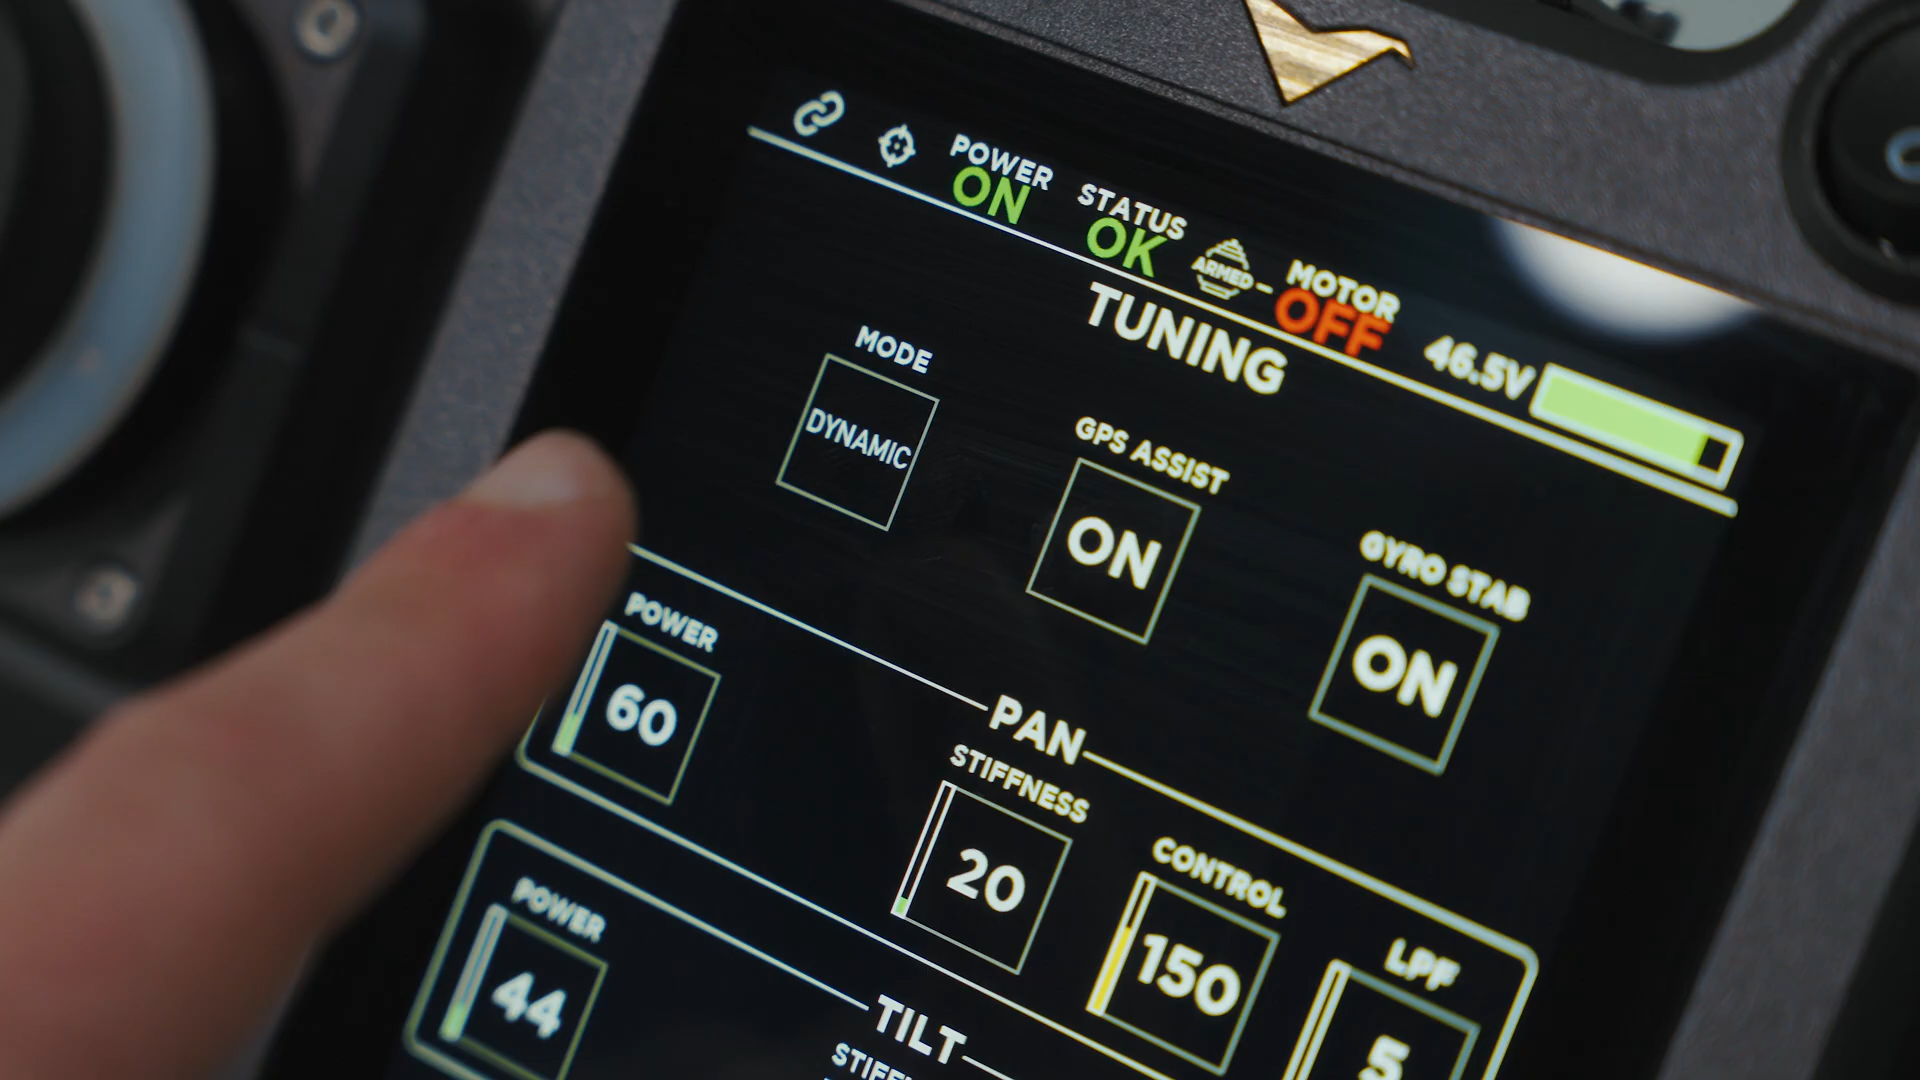 POWER
ON
STATUS
OK
ARMED
MOTOR
OFF
46.5V
TUNING
MODE
DYNAMIC
GPS ASSIST
ON
GYRO STAB
ON
PAN
POWER
60
STIFFNESS
20
CONTROL
150
LPF
5
TILT
POWER
44
STIFF